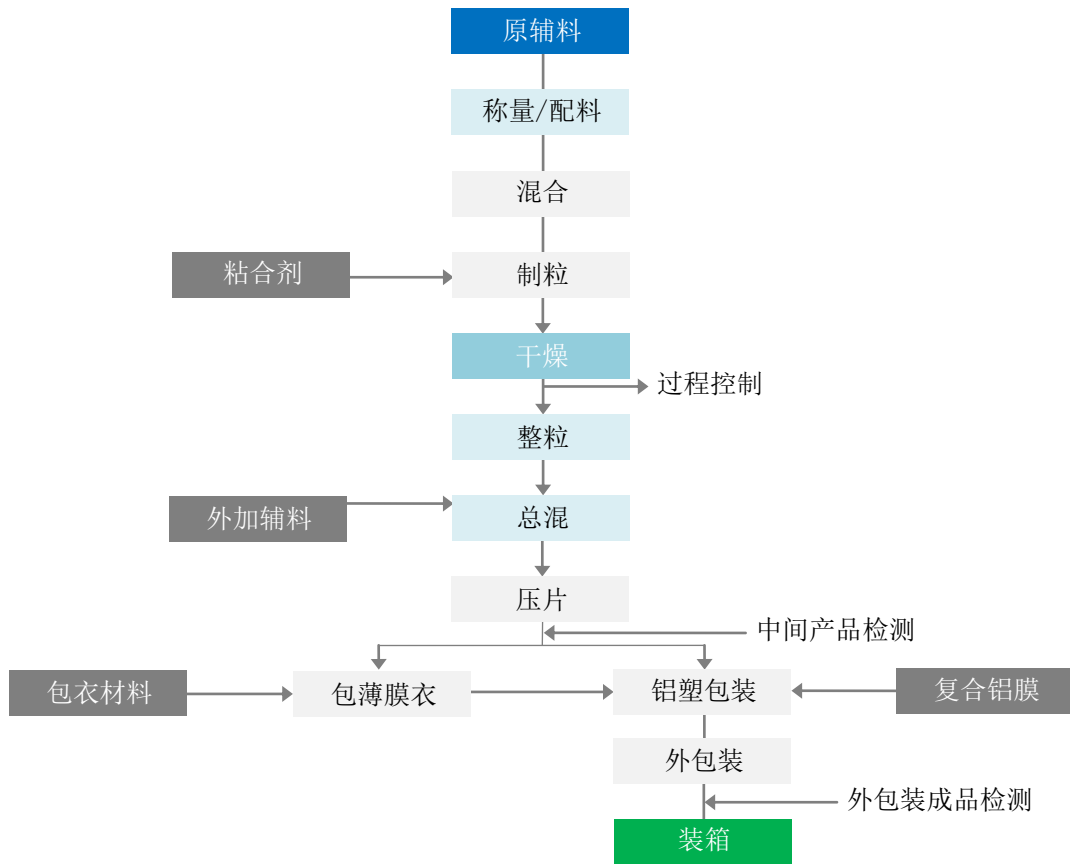 原辅料
称量/配料
混合
粘合剂
制粒
干燥
过程控制
整粒
外加辅料
总混
压片
中间产品检测
包衣材料
包薄膜衣
铝塑包装
复合铝膜
外包装
外包装成品检测
装箱